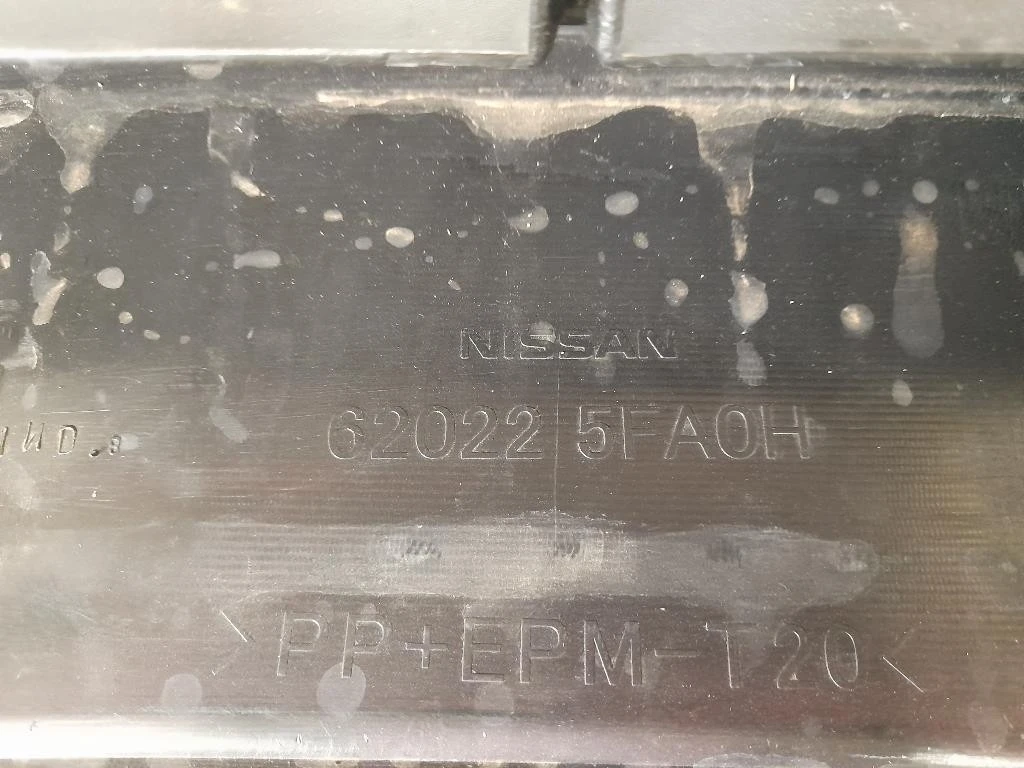 NISSAN
62022 5FA0H
>PP+EPM-T20<